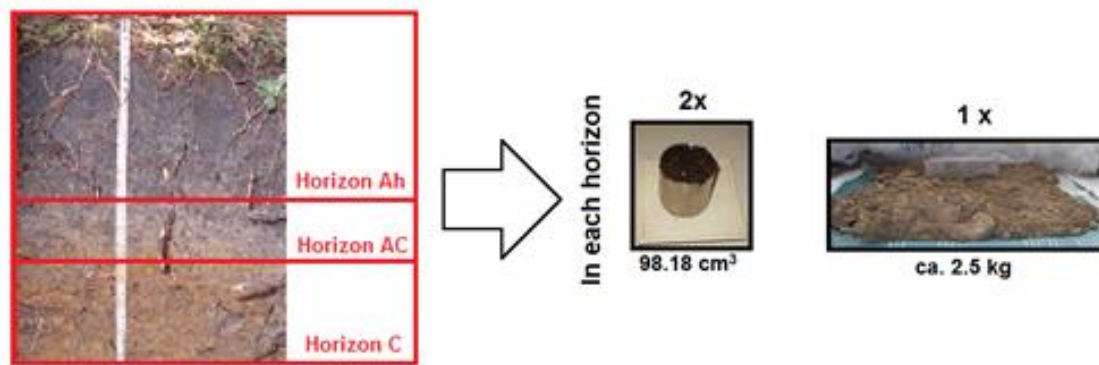 Horizon Ah
Horizon AC
Horizon C
In each horizon
2x
98.18 cm³
1 x
ca. 2.5 kg